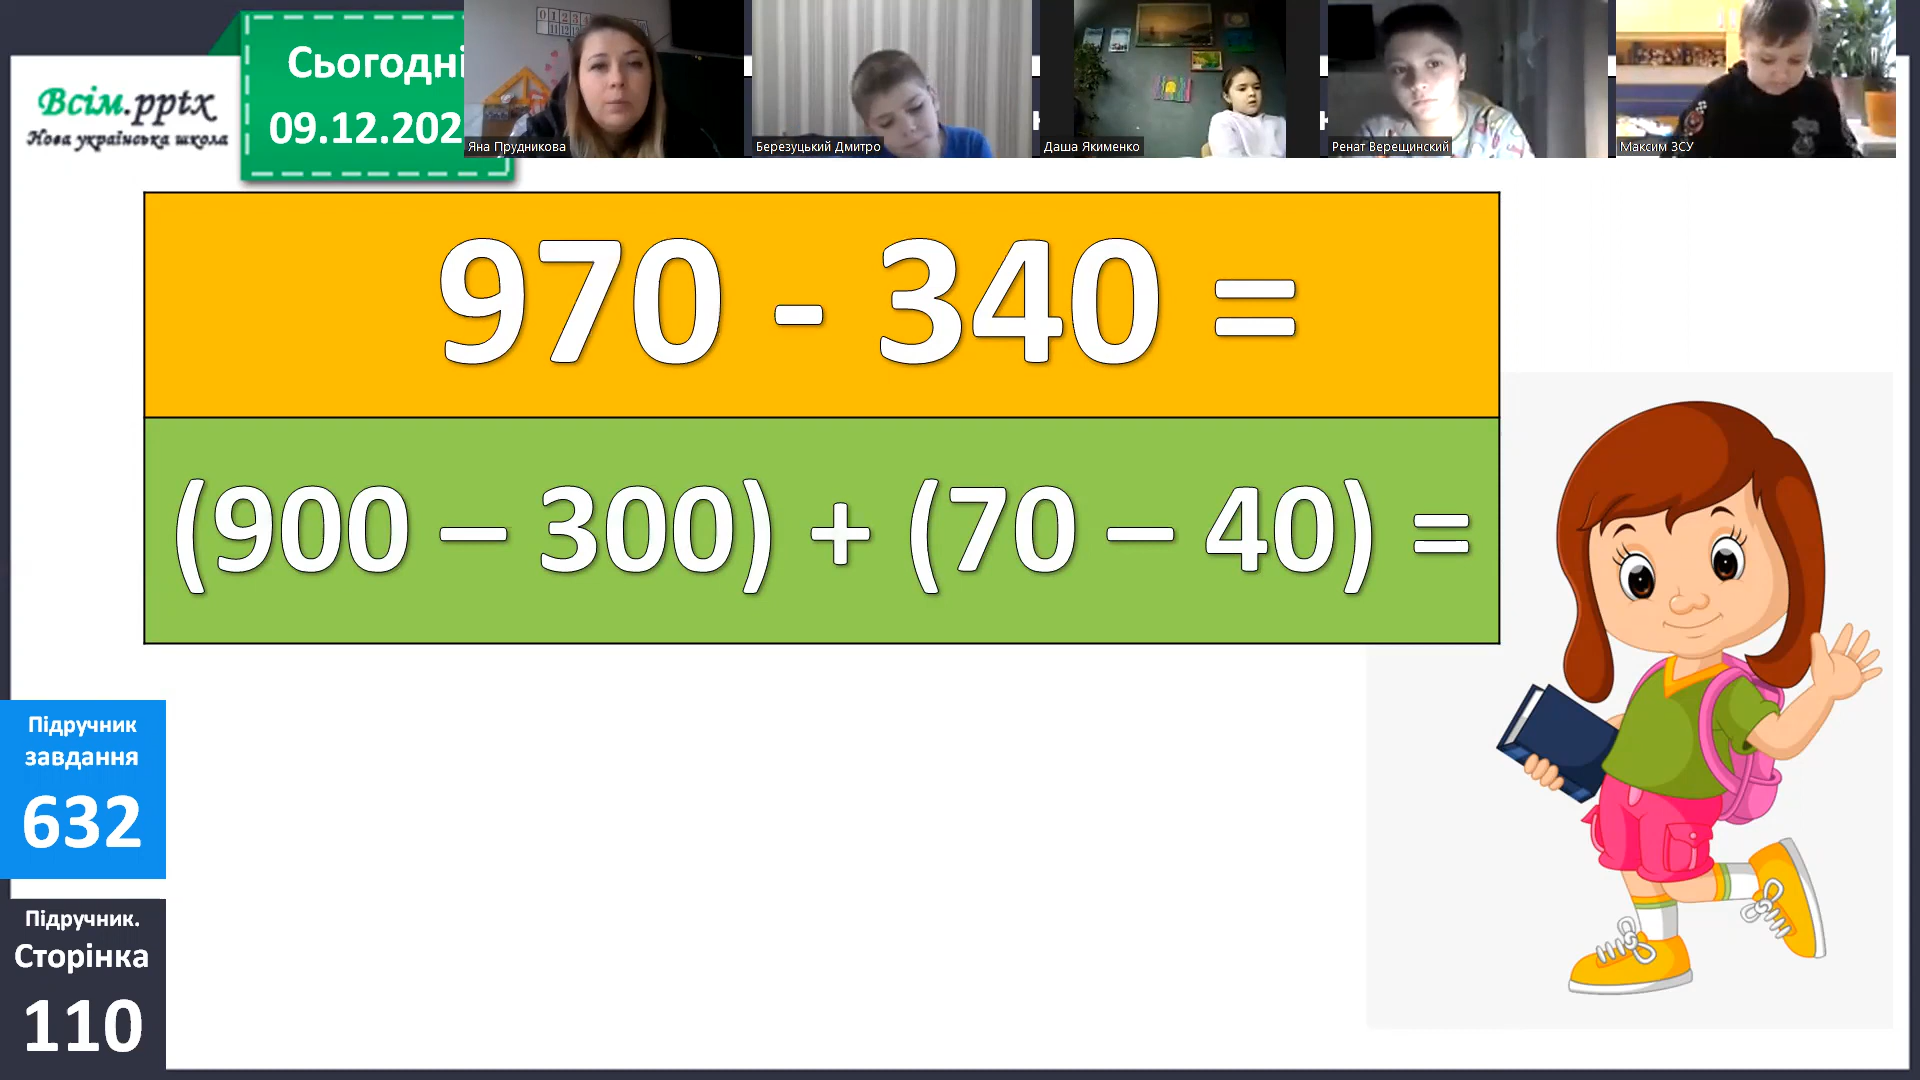 Всім.pptx
Нова українська школа
Сьогодні
09.12.202
Яна Прудникова
Березуцький Дмитро
Даша Якименко
Ренат Верещинский
Максим ЗСУ
970 - 340 =
(900 – 300) + (70 – 40) =
Підручник
завдання
632
Підручник.
Сторінка
110